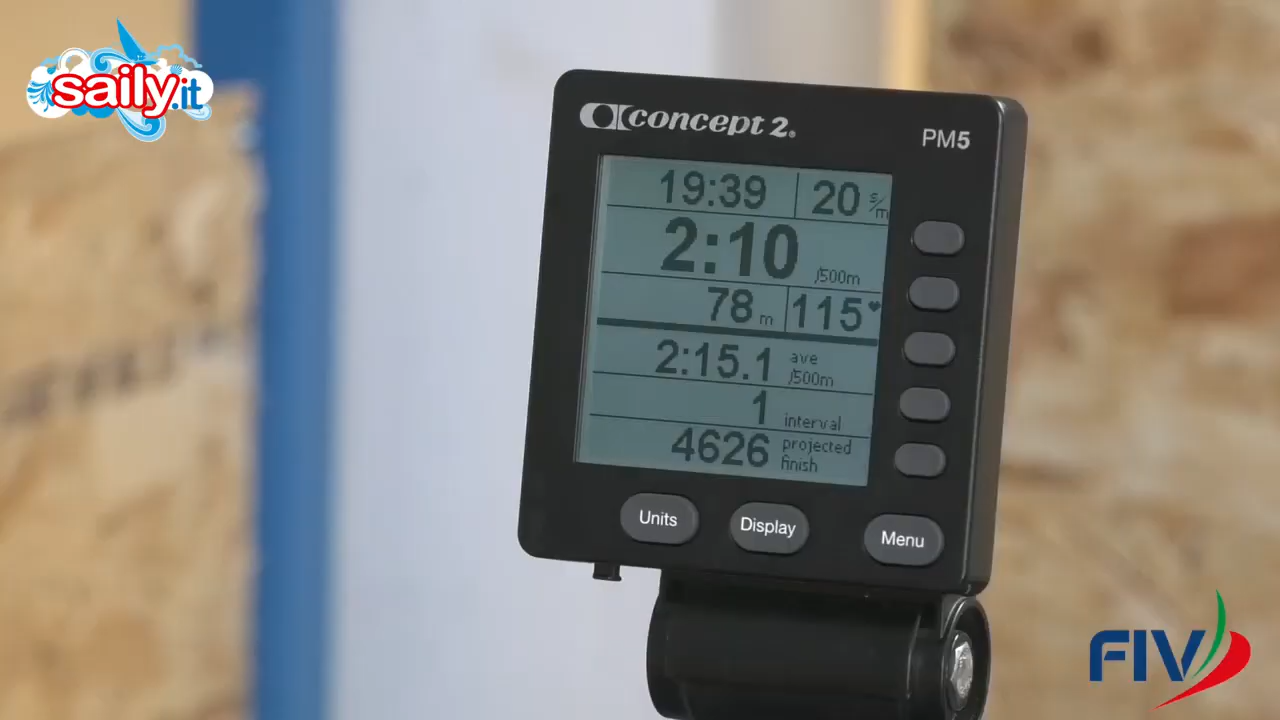 saily.it
concept 2.
PM5
19:39 20 s/m
2:10 /500m
78 m 115
2:15.1 ave /500m
1 interval
4626 projected finish
Units Display Menu
FIV